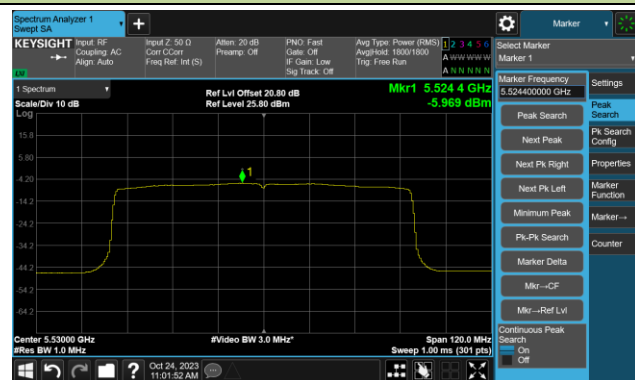 Spectrum Analyzer 1
Swept SA
+
Marker
KEYSIGHT
Input: RF
Coupling: AC
Align: Auto
Input Z: 50 Ω
Corr CCorr
Freq Ref: Int (S)
Atten: 20 dB
Preamp: Off
PNO: Fast
Gate: Off
IF Gain: Low
Sig Track: Off
Avg Type: Power (RMS)
Avg|Hold: 1800/1800
Trig: Free Run
1 2 3 4 5 6
A W W W W W
A N N N N N
LW
Select Marker
Marker 1
1 Spectrum
Scale/Div 10 dB
Log
Ref Lvl Offset 20.80 dB
Ref Level 25.80 dBm
Mkr1 5.524 4 GHz
-5.969 dBm
15.8
5.80
-4.20
-14.2
-24.2
-34.2
-44.2
-54.2
-64.2
1
Center 5.53000 GHz
#Res BW 1.0 MHz
#Video BW 3.0 MHz*
Span 120.0 MHz
Sweep 1.00 ms (301 pts)
Marker Frequency
5.524400000 GHz
Peak Search
Next Peak
Next Pk Right
Next Pk Left
Minimum Peak
Pk-Pk Search
Marker Delta
Mkr→CF
Mkr→Ref Lvl
Continuous Peak
Search
On
Off
Settings
Peak
Search
Pk Search
Config
Properties
Marker
Function
Marker→
Counter
?
Oct 24, 2023
11:01:52 AM